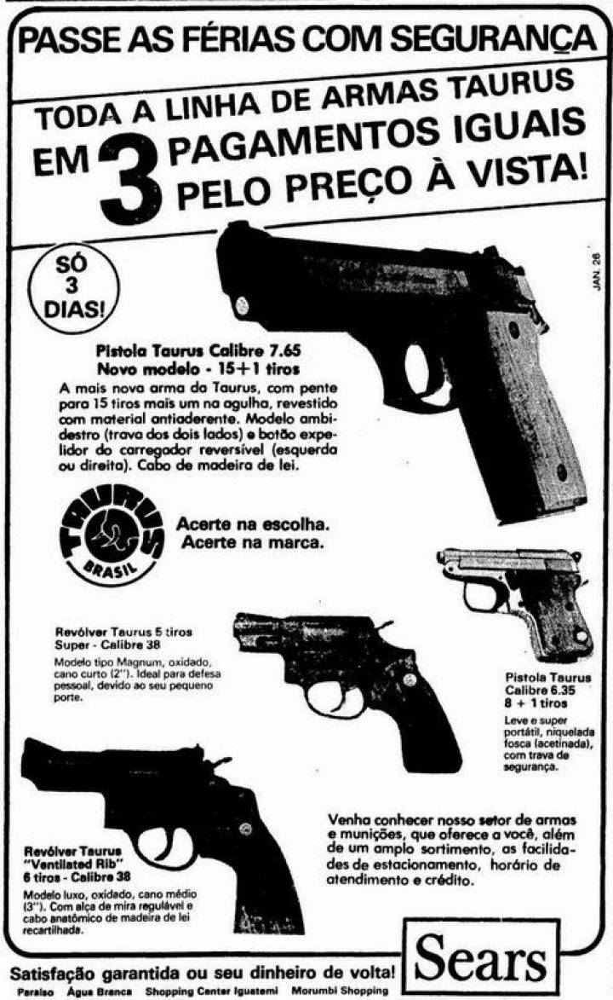 PASSE AS FÉRIAS COM SEGURANÇA
TODA A LINHA DE ARMAS TAURUS
EM 3 PAGAMENTOS IGUAIS
PELO PREÇO À VISTA!
SÓ
3
DIAS!
JAN. 26
Pistola Taurus Calibre 7.65
Novo modelo - 15+1 tiros
A mais nova arma da Taurus, com pente
para 15 tiros mais um na agulha, revestido
com material antiaderente. Modelo ambi-
destro (trava dos dois lados) e botão expe-
lidor do carregador reversível (esquerda
ou direita). Cabo de madeira de lei.
TAURUS
BRASIL
Acerte na escolha.
Acerte na marca.
Revólver Taurus 5 tiros
Super - Calibre 38
Modelo tipo Magnum, oxidado,
cano curto (2"). Ideal para defesa
pessoal, devido ao seu pequeno
porte.
Pistola Taurus
Calibre 6.35
8 + 1 tiros
Leve e super
portátil, niquelada
fosca (acetinada),
com trava de
segurança.
Revólver Taurus
"Ventilated Rib"
6 tiros - Calibre 38
Modelo luxo, oxidado, cano médio
(3"). Com alça de mira regulável e
cabo anatômico de madeira de lei
recartilhada.
Venha conhecer nosso setor de armas
e munições, que oferece a você, além
de um amplo sortimento, as facilida-
des de estacionamento, horário de
atendimento e crédito.
Satisfação garantida ou seu dinheiro de volta!
Paraíso Água Branca Shopping Center Iguatemi Morumbi Shopping
Sears